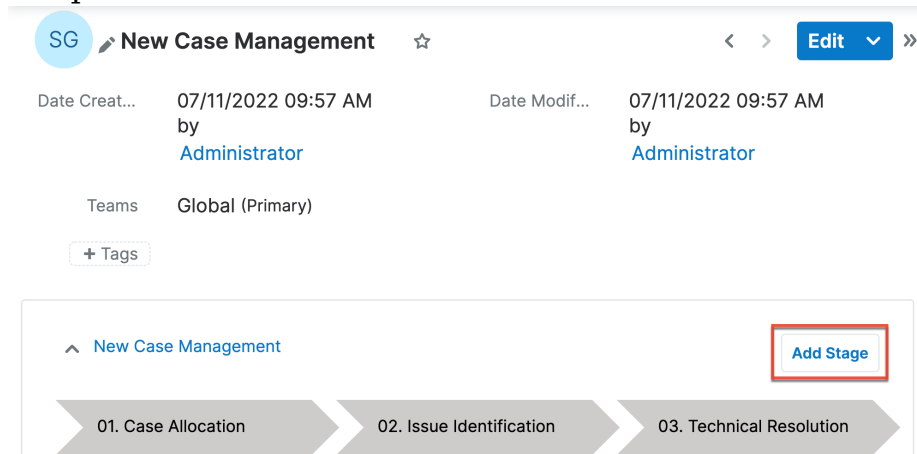 SG New Case Management Edit
Date Creat... 07/11/2022 09:57 AM Date Modif... 07/11/2022 09:57 AM
by by
Administrator Administrator
Teams Global (Primary)
+ Tags
New Case Management Add Stage
01. Case Allocation 02. Issue Identification 03. Technical Resolution